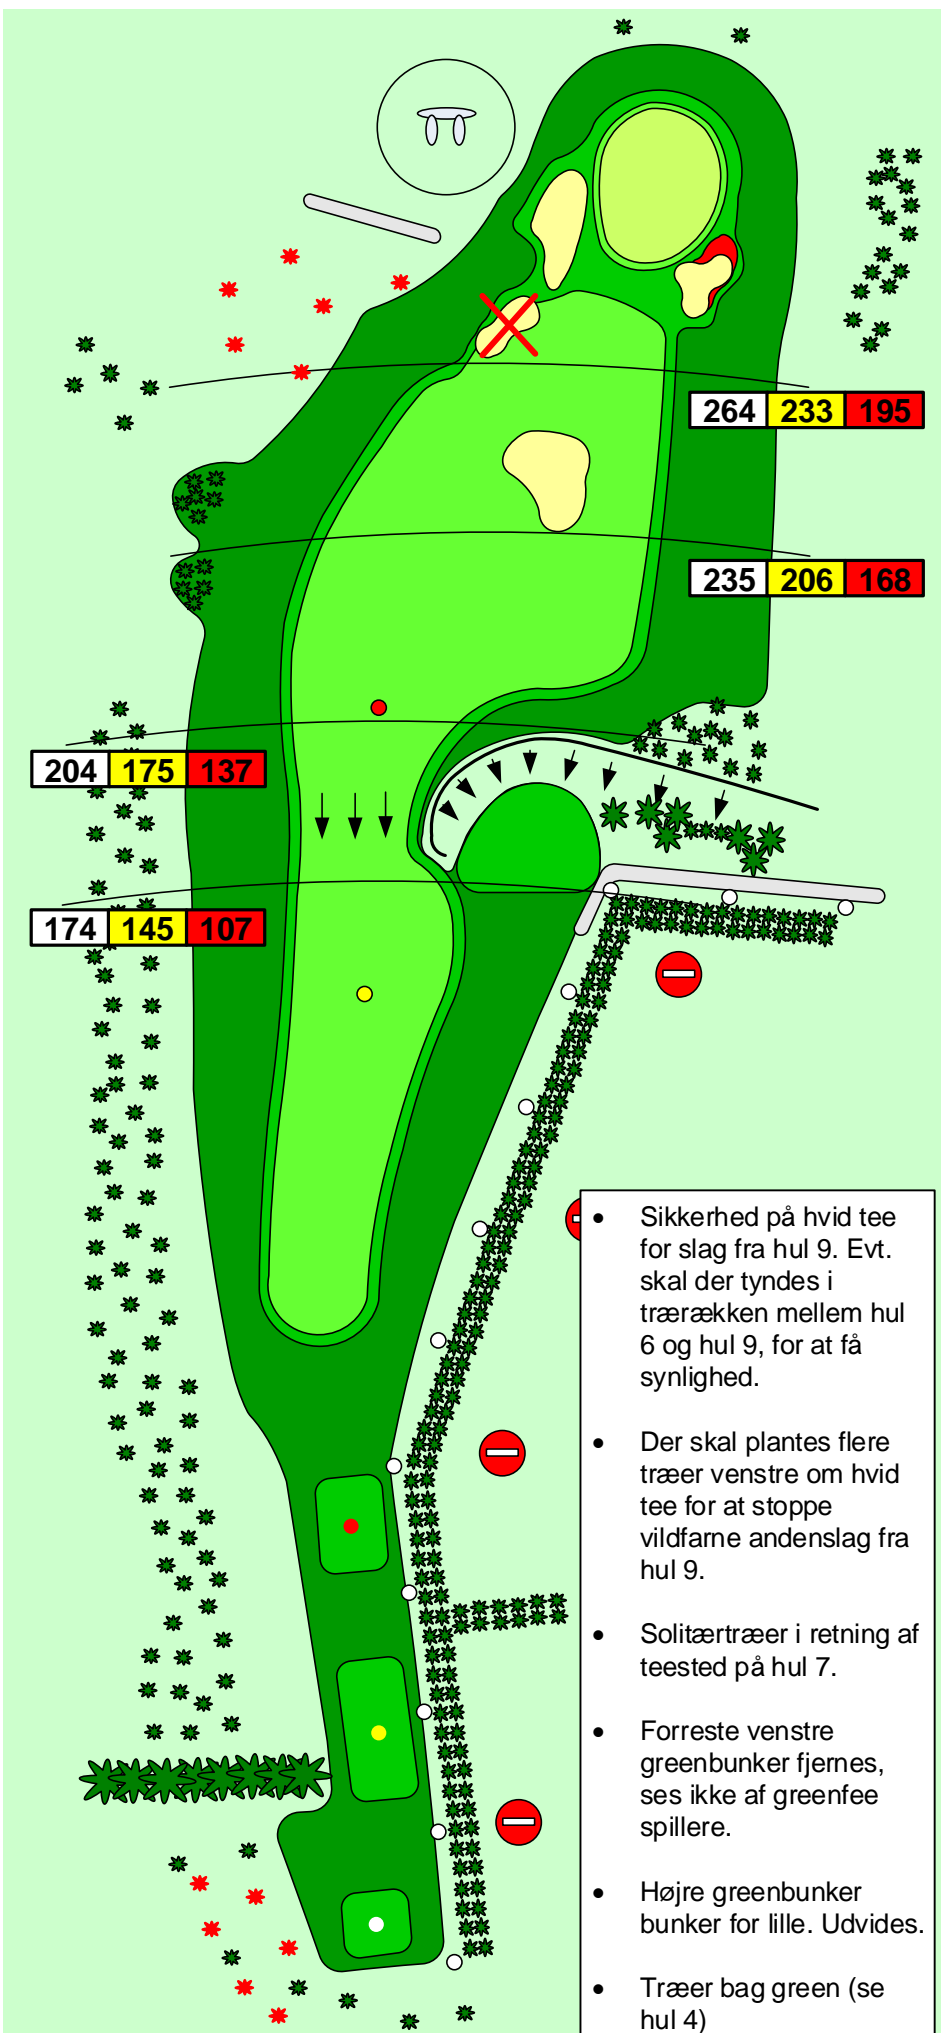 264 233 195
235 206 168
204 175 137
174 145 107
• Sikkerhed på hvid tee
for slag fra hul 9. Evt.
skal der tyndes i
trærækken mellem hul
6 og hul 9, for at få
synlighed.
• Der skal plantes flere
træer venstre om hvid
tee for at stoppe
vildfarne andenslag fra
hul 9.
• Solitærtræer i retning af
teested på hul 7.
• Forreste venstre
greenbunker fjernes,
ses ikke af greenfee
spillere.
• Højre greenbunker
bunker for lille. Udvides.
• Træer bag green (se
hul 4)